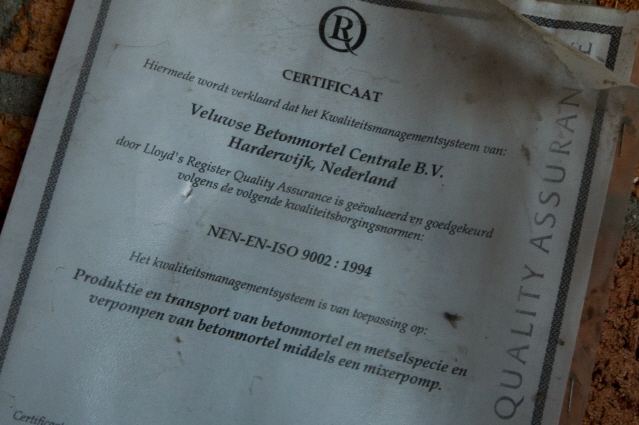 LRQ
CERTIFICAAT
Hiermede wordt verklaard dat het Kwaliteitsmanagementsysteem van:
Veluwse Betonmortel Centrale B.V.
Harderwijk, Nederland
door Lloyd's Register Quality Assurance is geëvalueerd en goedgekeurd
volgens de volgende kwaliteitsborgingsnormen:
NEN-EN-ISO 9002 : 1994
Het kwaliteitsmanagementsysteem is van toepassing op:
Produktie en transport van betonmortel en metselspecie en
verpompen van betonmortel middels een mixerpomp.
QUALITY ASSURAN E